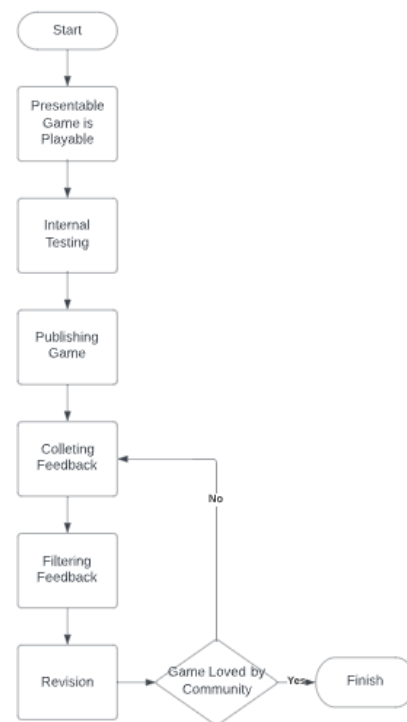 Start
Presentable
Game is
Playable
Internal
Testing
Publishing
Game
Colleting
Feedback
No
Filtering
Feedback
Revision
Game Loved by
Community
Yes
Finish